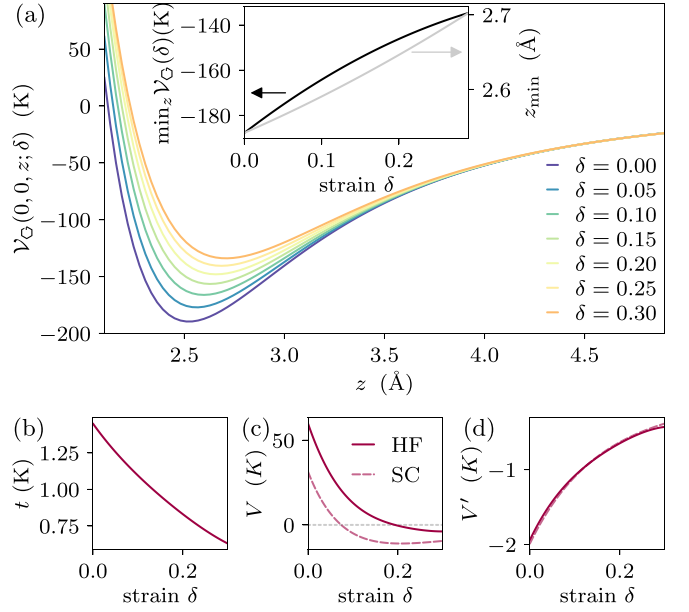 (a)
50
0
−50
−100
−150
−200
𝒱_G(0, 0, z; δ) (K)
2.5
3.0
3.5
4.0
4.5
z (Å)
−140
−160
−180
min_z 𝒱_G(δ)(K)
0.0
0.1
0.2
strain δ
2.7
2.6
z_min (Å)
δ = 0.00
δ = 0.05
δ = 0.10
δ = 0.15
δ = 0.20
δ = 0.25
δ = 0.30
(b)
1.25
1.00
0.75
t (K)
0.0
0.2
strain δ
(c)
50
0
V (K)
HF
SC
0.0
0.2
strain δ
(d)
−1
−2
V′ (K)
0.0
0.2
strain δ